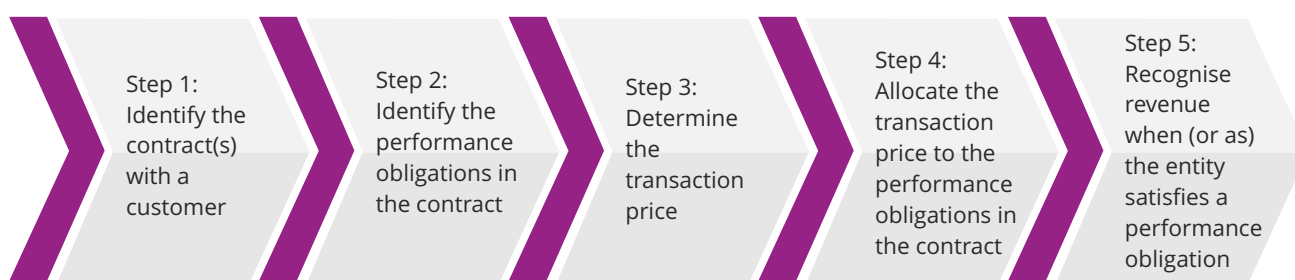 Step 1:
Identify the
contract(s)
with a
customer
Step 2:
Identify the
performance
obligations in
the contract
Step 3:
Determine
the
transaction
price
Step 4:
Allocate the
transaction
price to the
performance
obligations in
the contract
Step 5:
Recognise
revenue
when (or as)
the entity
satisfies a
performance
obligation